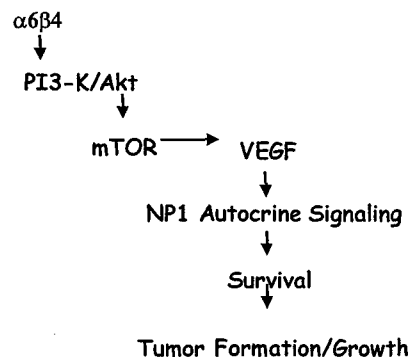 α6β4
PI3-K/Akt
mTOR
VEGF
NP1 Autocrine Signaling
Survival
Tumor Formation/Growth